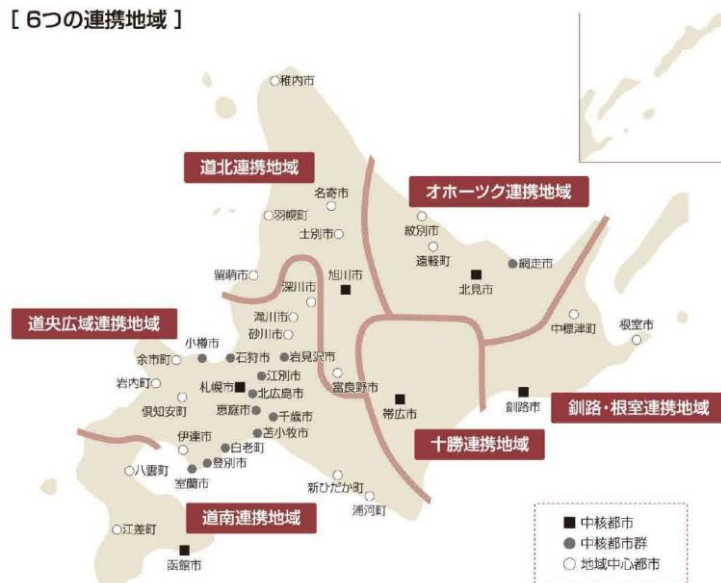 [ 6つの連携地域 ]
稚内市
道北連携地域
オホーツク連携地域
名寄市
羽幌町
士別市
紋別市
遠軽町
網走市
北見市
留萌市
旭川市
深川市
滝川市
砂川市
中標津町
根室市
道央広域連携地域
小樽市
余市町
石狩市
岩見沢市
江別市
岩内町
札幌市
北広島市
倶知安町
恵庭市
千歳市
富良野市
帯広市
釧路市
釧路・根室連携地域
十勝連携地域
伊達市
苫小牧市
白老町
登別市
室蘭市
八雲町
新ひだか町
浦河町
道南連携地域
江差町
函館市
中核都市
中核都市群
地域中心都市